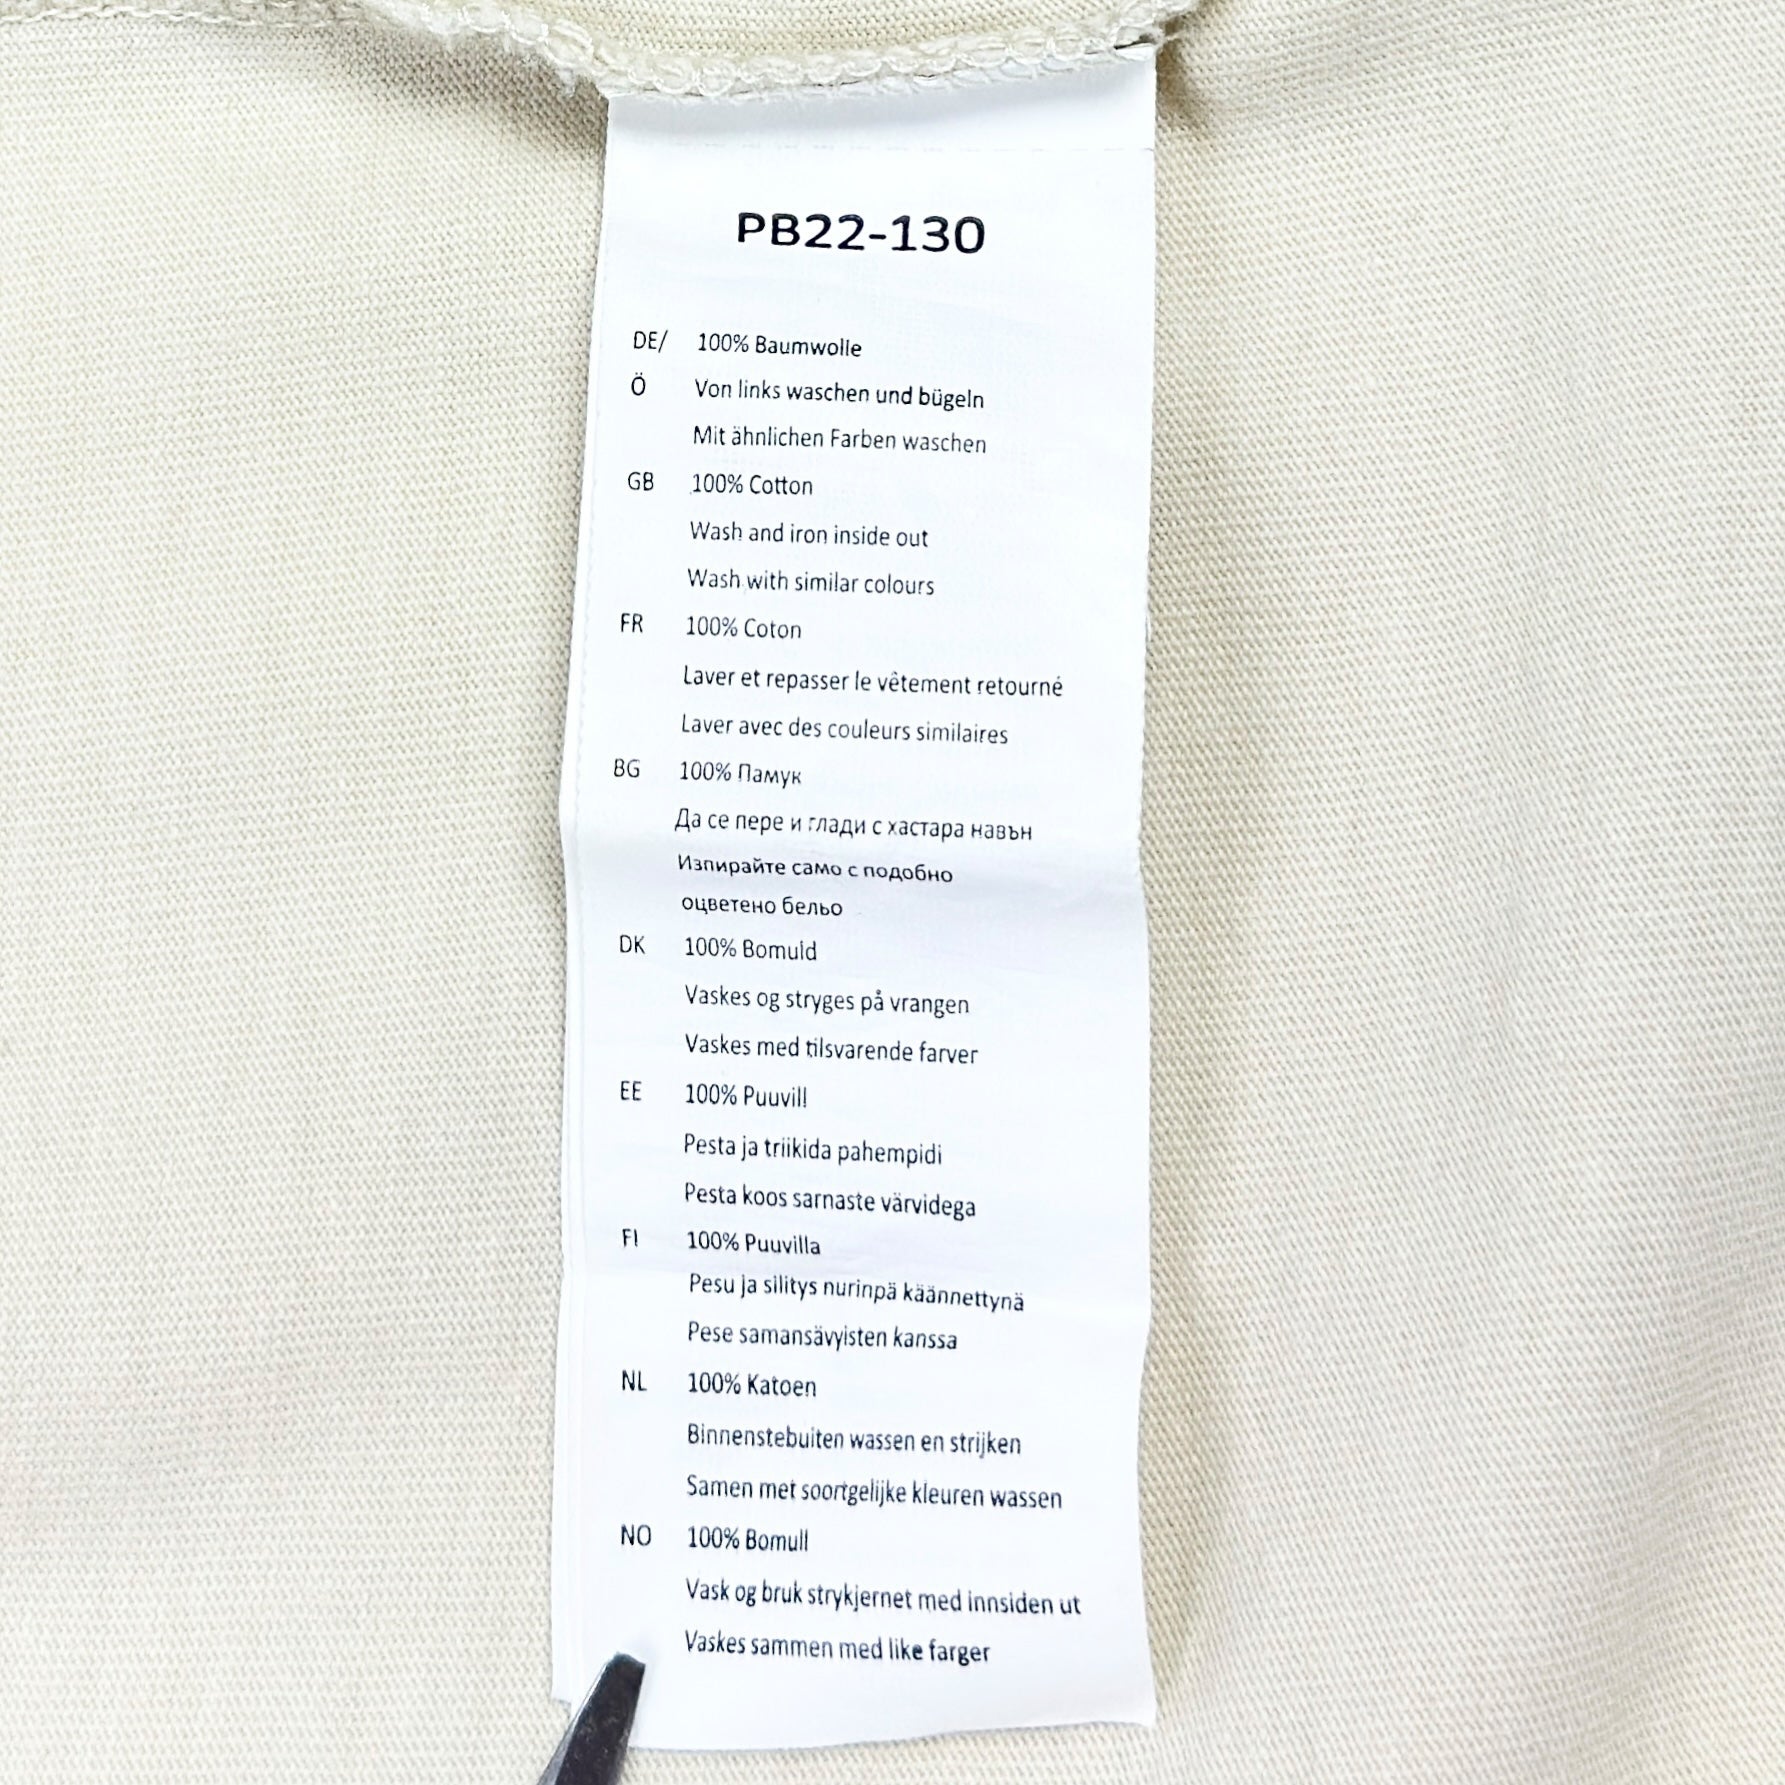 PB22-130
DE/ 100% Baumwolle
Ö Von links waschen und bügeln
Mit ähnlichen Farben waschen
GB 100% Cotton
Wash and iron inside out
Wash with similar colours
FR 100% Coton
Laver et repasser le vêtement retourné
Laver avec des couleurs similaires
BG 100% Памук
Да се пере и глади с хастара навън
Изпирайте само с подобно
оцветено бельо
DK 100% Bomuld
Vaskes og stryges på vrangen
Vaskes med tilsvarende farver
EE 100% Puuvill
Pesta ja triikida pahempidi
Pesta koos sarnaste värvidega
FI 100% Puuvilla
Pesu ja silitys nurinpä käännettynä
Pese samansävyisten kanssa
NL 100% Katoen
Binnenstebuiten wassen en strijken
Samen met soortgelijke kleuren wassen
NO 100% Bomull
Vask og bruk strykjernet med innsiden ut
Vaskes sammen med like farger